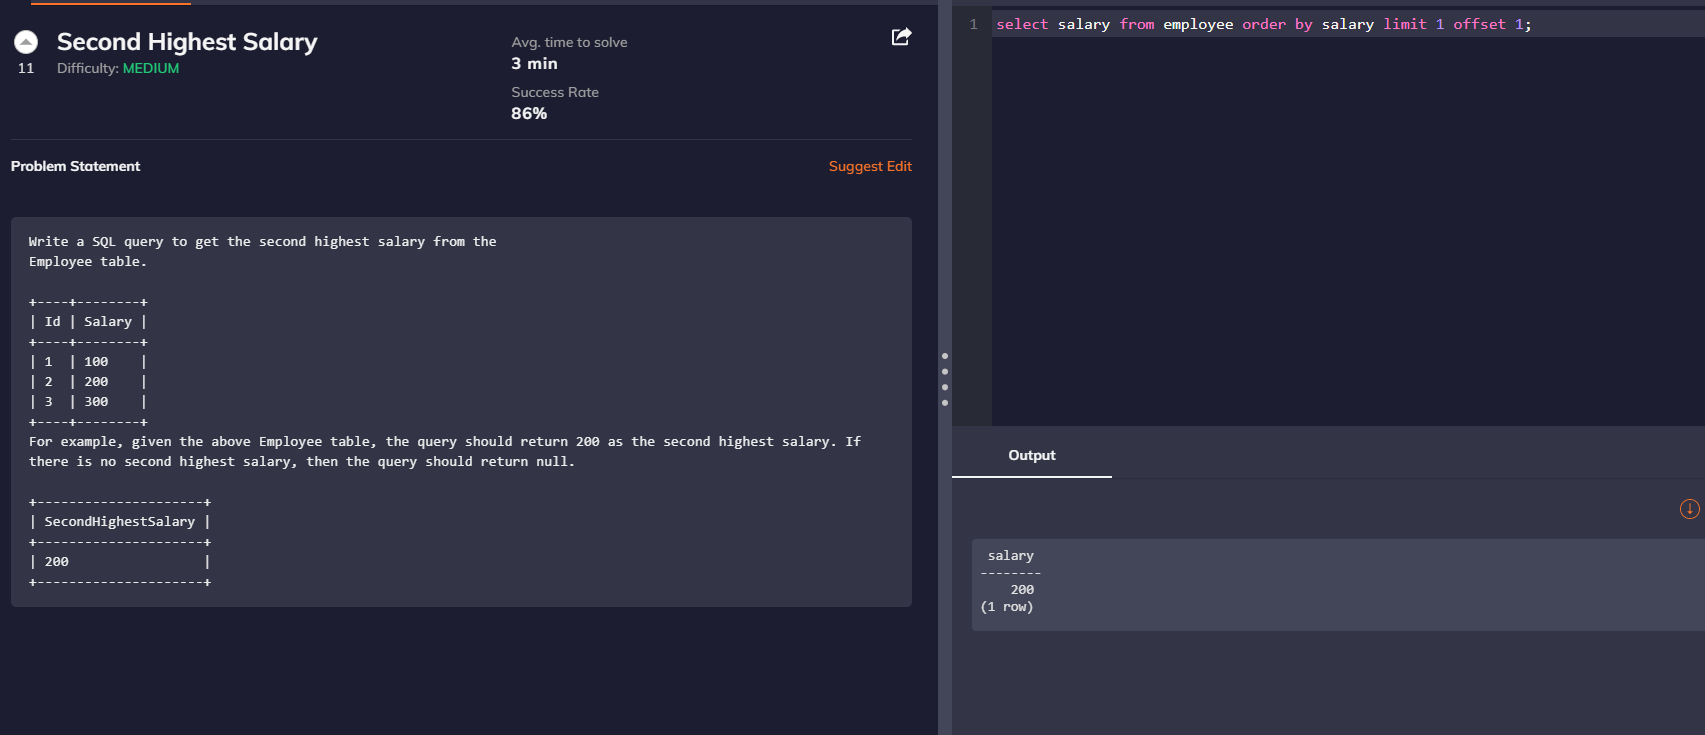 Second Highest Salary
11
Difficulty: MEDIUM
Avg. time to solve
3 min
Success Rate
86%
Problem Statement
Suggest Edit
Write a SQL query to get the second highest salary from the
Employee table.
+----+--------+
| Id | Salary |
+----+--------+
| 1  | 100    |
| 2  | 200    |
| 3  | 300    |
+----+--------+
For example, given the above Employee table, the query should return 200 as the second highest salary. If
there is no second highest salary, then the query should return null.
+---------------------+
| SecondHighestSalary |
+---------------------+
| 200                 |
+---------------------+
1 select salary from employee order by salary limit 1 offset 1;
Output
salary
--------
200
(1 row)